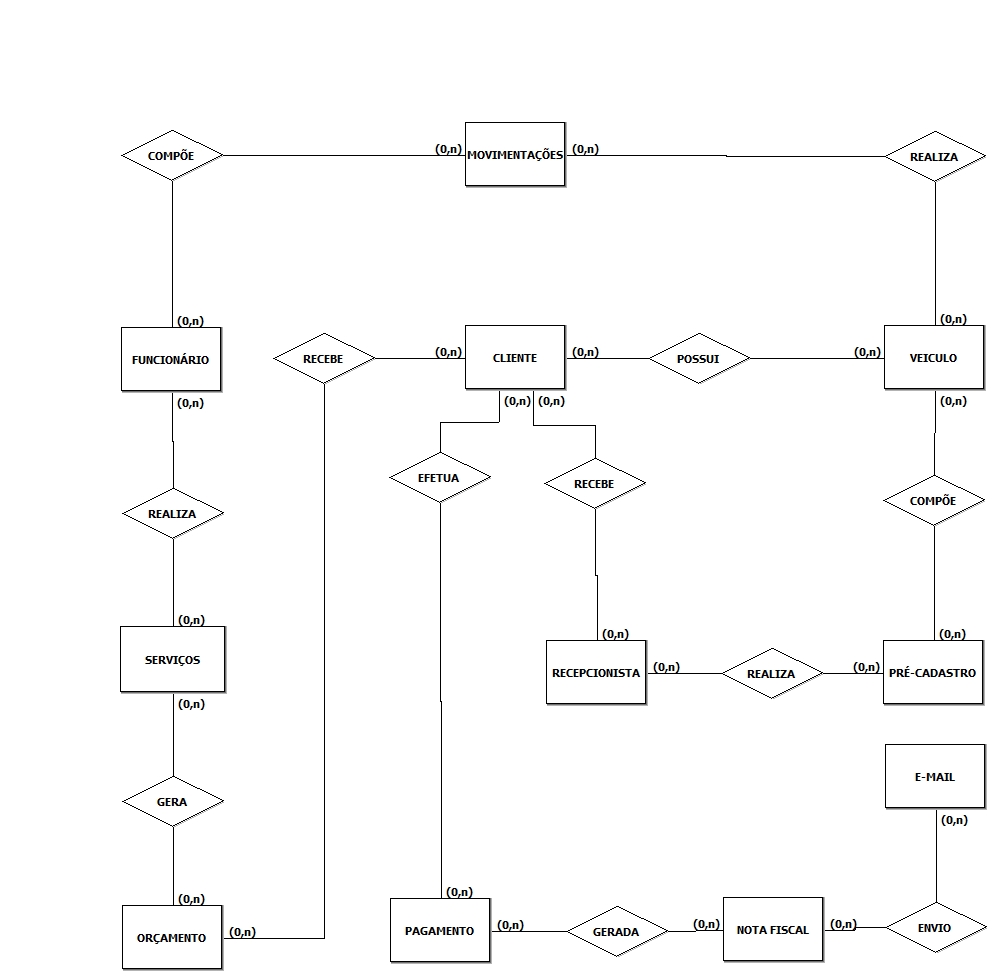 COMPÕE
(0,n)
MOVIMENTAÇÕES
(0,n)
REALIZA
(0,n)
(0,n)
FUNCIONÁRIO
RECEBE
(0,n)
CLIENTE
(0,n)
POSSUI
(0,n)
VEICULO
(0,n)
(0,n)
(0,n)
(0,n)
EFETUA
RECEBE
COMPÕE
REALIZA
(0,n)
(0,n)
(0,n)
SERVIÇOS
RECEPCIONISTA
(0,n)
REALIZA
(0,n)
PRÉ-CADASTRO
(0,n)
E-MAIL
GERA
(0,n)
(0,n)
(0,n)
ORÇAMENTO
(0,n)
PAGAMENTO
(0,n)
GERADA
(0,n)
NOTA FISCAL
(0,n)
ENVIO